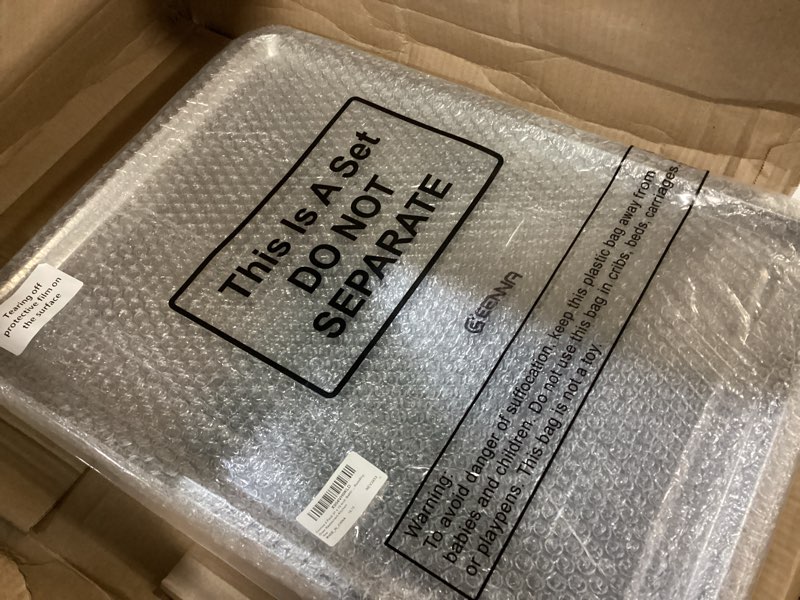 This Is A Set
DO NOT
SEPARATE
Tearing off
protective film on
the surface
G'EENNR
Warning:
To avoid danger of suffocation, keep this plastic bag away from
babies and children. Do not use this bag in cribs, beds, carriages
or playpens. This bag is not a toy.